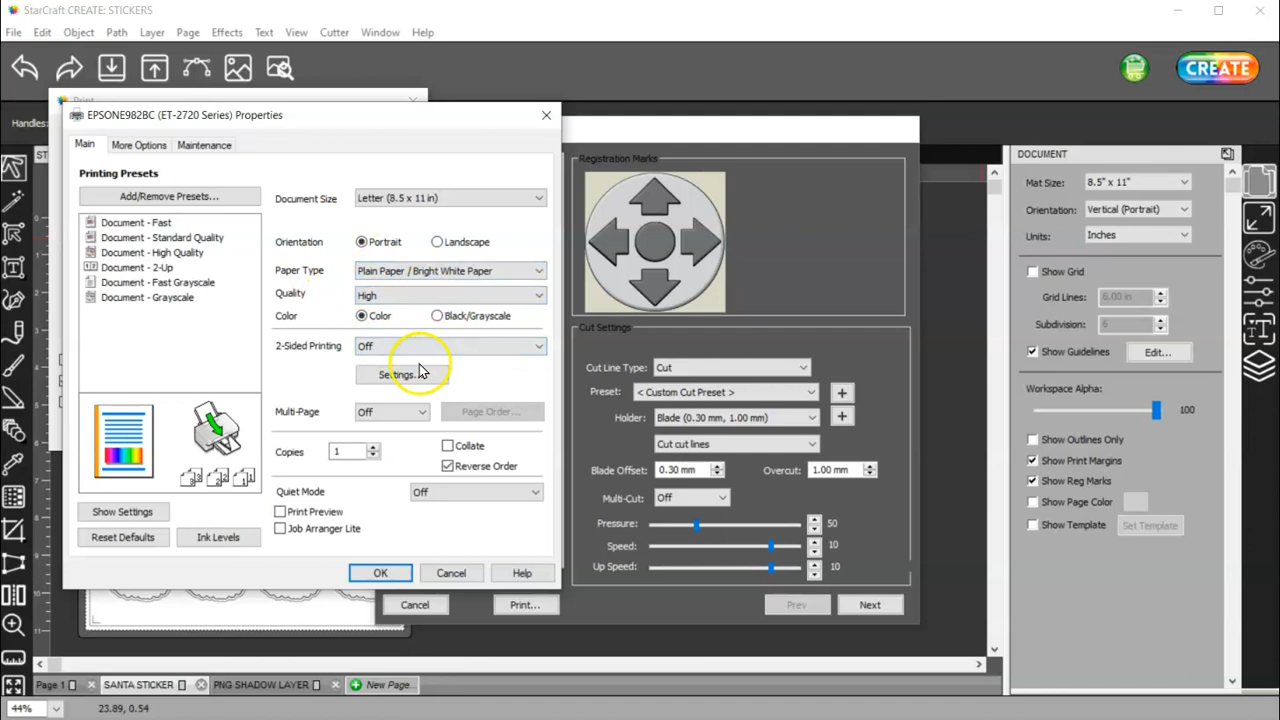 StarCraft CREATE: STICKERS
File Edit Object Path Layer Page Effects Text View Cutter Window Help
CREATE
Print
Handles:
EPSONE982BC (ET-2720 Series) Properties
Main More Options Maintenance
Printing Presets
Add/Remove Presets...
Document - Fast
Document - Standard Quality
Document - High Quality
Document - 2-Up
Document - Fast Grayscale
Document - Grayscale
Show Settings
Reset Defaults Ink Levels
Document Size Letter (8.5 x 11 in)
Orientation Portrait Landscape
Paper Type Plain Paper / Bright White Paper
Quality High
Color Color Black/Grayscale
2-Sided Printing Off
Settings...
Multi-Page Off Page Order...
Copies 1 Collate
Reverse Order
Quiet Mode Off
Print Preview
Job Arranger Lite
OK Cancel Help
Registration Marks
Cut Settings
Cut Line Type: Cut
Preset: < Custom Cut Preset >
Holder: Blade (0.30 mm, 1.00 mm)
Cut cut lines
Blade Offset: 0.30 mm Overcut: 1.00 mm
Multi-Cut: Off
Pressure: 50
Speed: 10
Up Speed: 10
Cancel Print... Prev Next
DOCUMENT
Mat Size: 8.5" x 11"
Orientation: Vertical (Portrait)
Units: Inches
Show Grid
Grid Lines: 6.00 in
Subdivision: 6
Show Guidelines Edit...
Workspace Alpha:
100
Show Outlines Only
Show Print Margins
Show Reg Marks
Show Page Color
Show Template Set Template
Page 1 SANTA STICKER PNG SHADOW LAYER New Page...
44% 23.89, 0.54